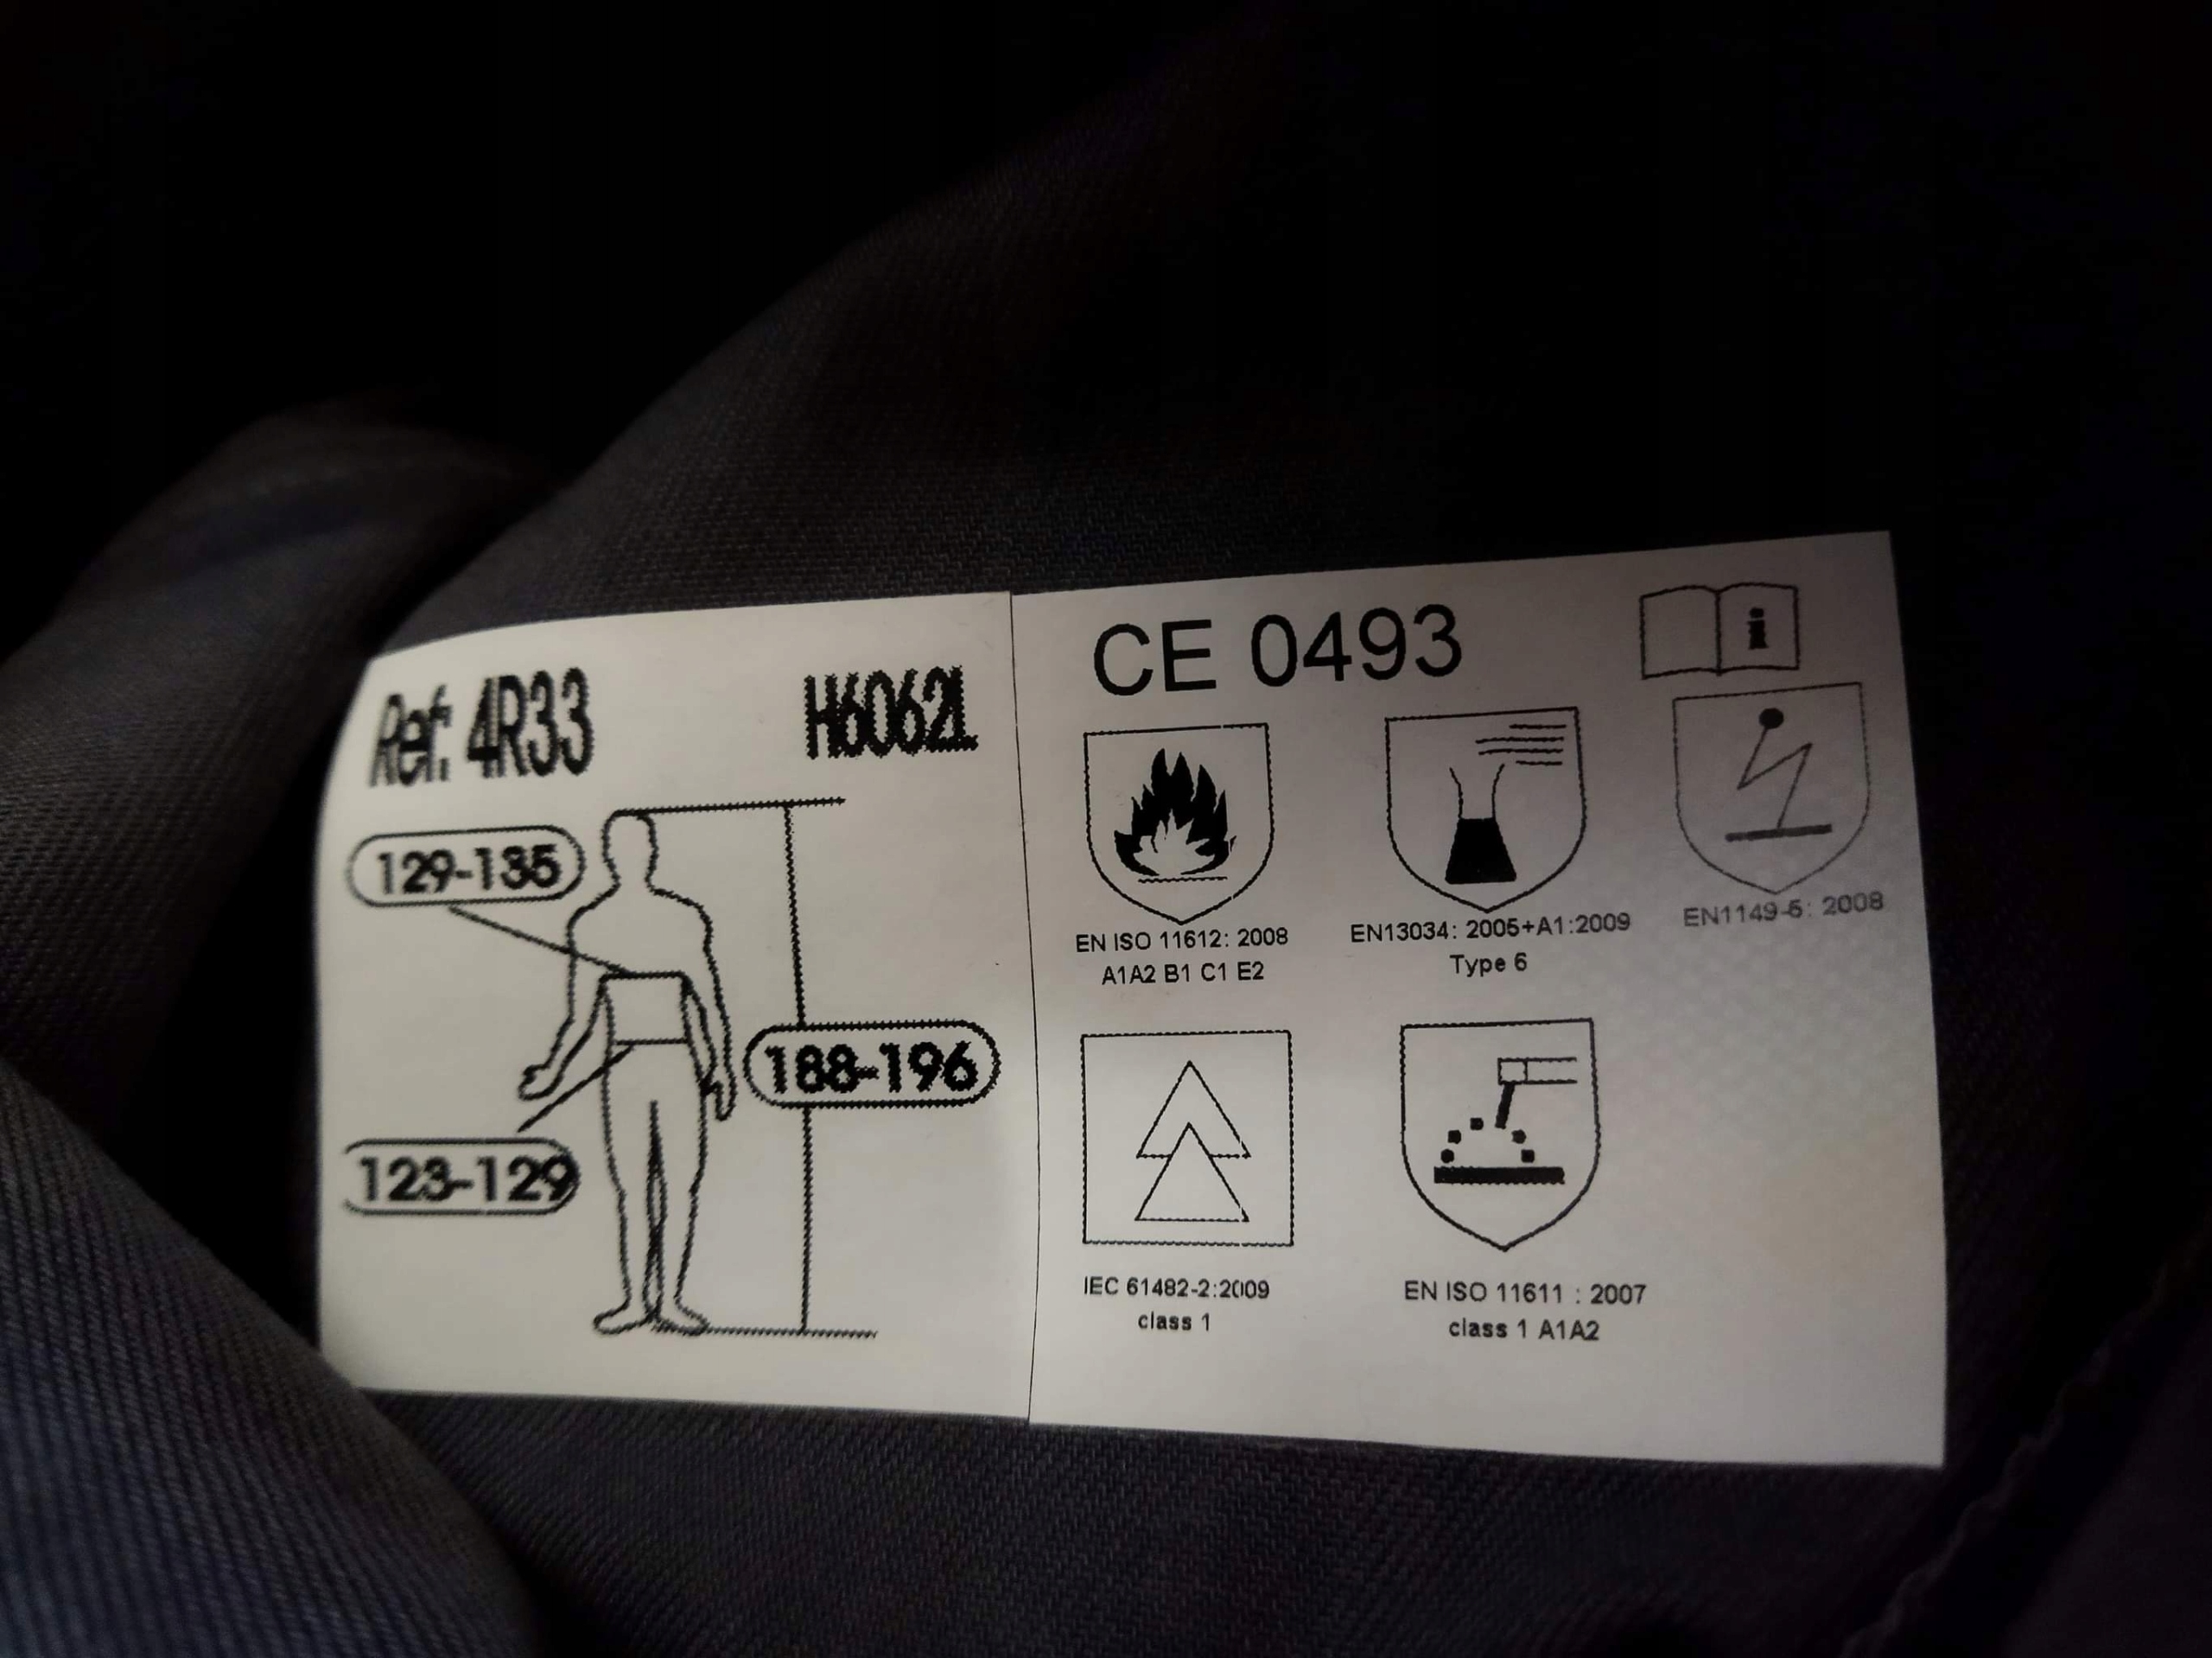 Ref: 4R33 H6062L
129-135
188-196
123-129
CE 0493
i
EN ISO 11612: 2008
A1A2 B1 C1 E2
EN13034: 2005+A1:2009
Type 6
EN1149-5: 2008
IEC 61482-2:2009
class 1
EN ISO 11611 : 2007
class 1 A1A2